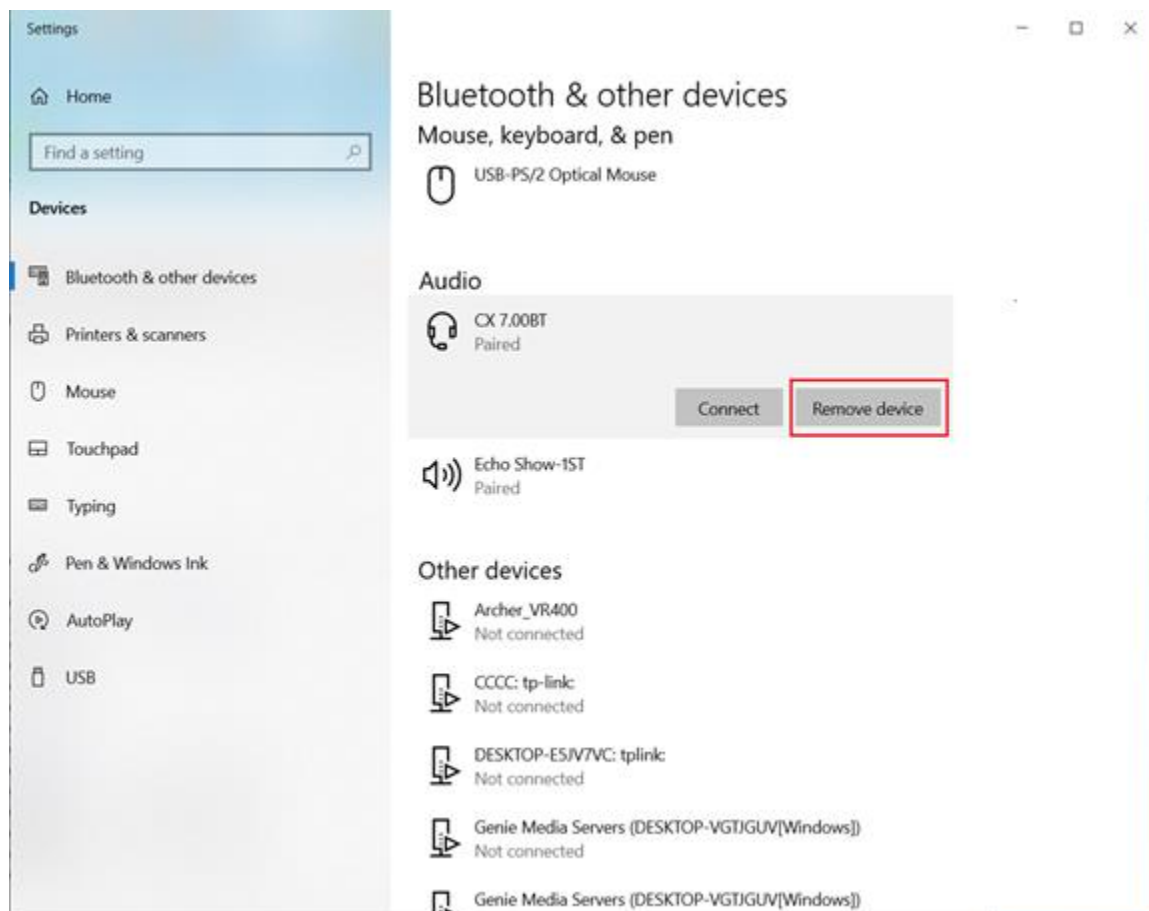 Settings
Home
Find a setting
Devices
Bluetooth & other devices
Printers & scanners
Mouse
Touchpad
Typing
Pen & Windows Ink
AutoPlay
USB
Bluetooth & other devices
Mouse, keyboard, & pen
USB-PS/2 Optical Mouse
Audio
CX 7.00BT
Paired
Connect Remove device
Echo Show-1ST
Paired
Other devices
Archer_VR400
Not connected
CCCC: tp-link:
Not connected
DESKTOP-E5JV7VC: tplink:
Not connected
Genie Media Servers (DESKTOP-VGTJGUV[Windows])
Not connected
Genie Media Servers (DESKTOP-VGTJGUV[Windows])